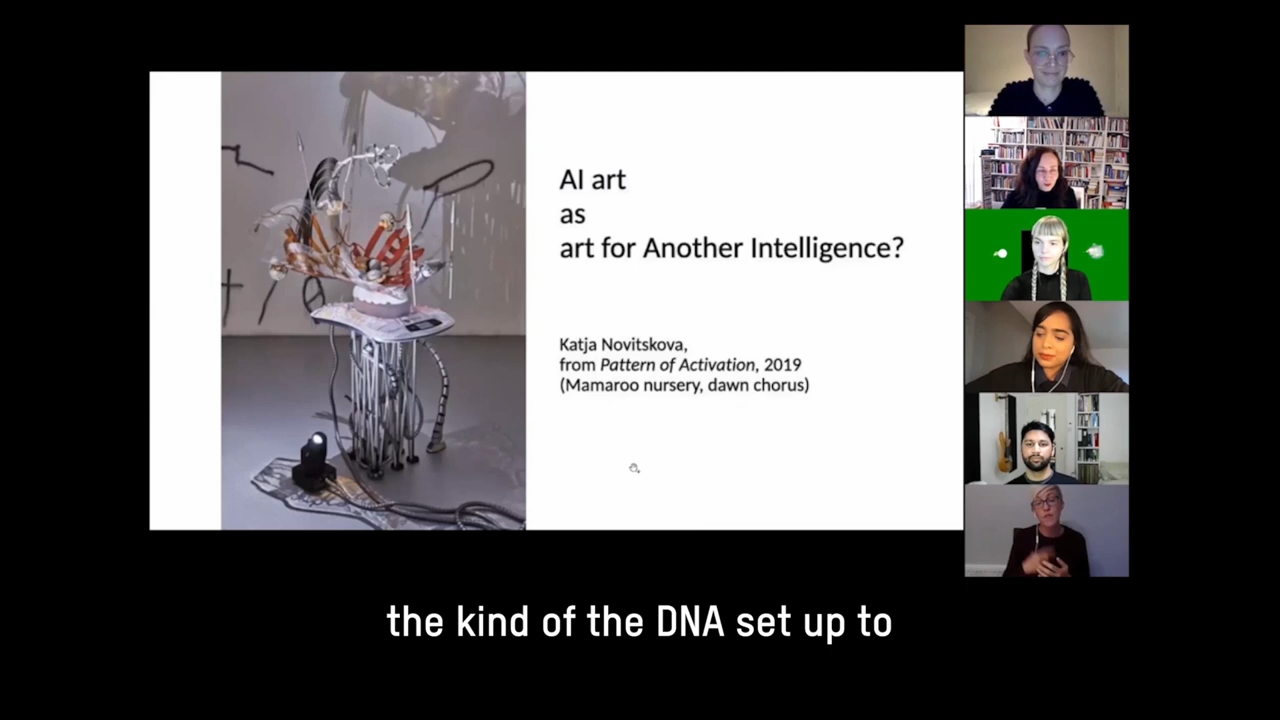 AI art
as
art for Another Intelligence?
Katja Novitskova,
from Pattern of Activation, 2019
(Mamaroo nursery, dawn chorus)
the kind of the DNA set up to